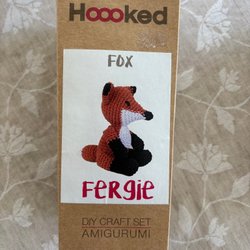 Hoooked
FOX
FERGIE
DIY CRAFT SET
AMIGURUMI